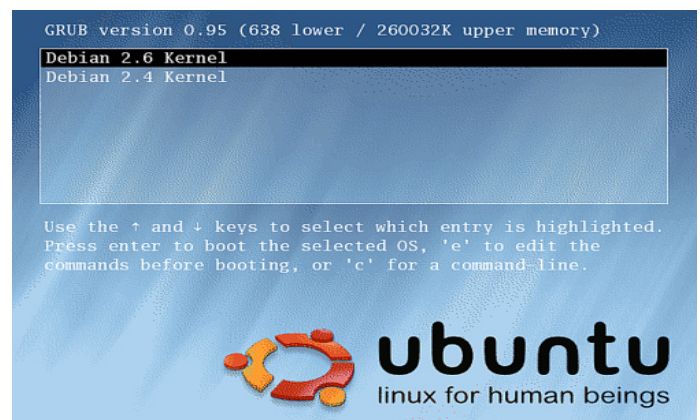 GRUB version 0.95 (638 lower / 260032K upper memory)
Debian 2.6 Kernel
Debian 2.4 Kernel
Use the ↑ and ↓ keys to select which entry is highlighted.
Press enter to boot the selected OS, 'e' to edit the
commands before booting, or 'c' for a command-line.
ubuntu
linux for human beings